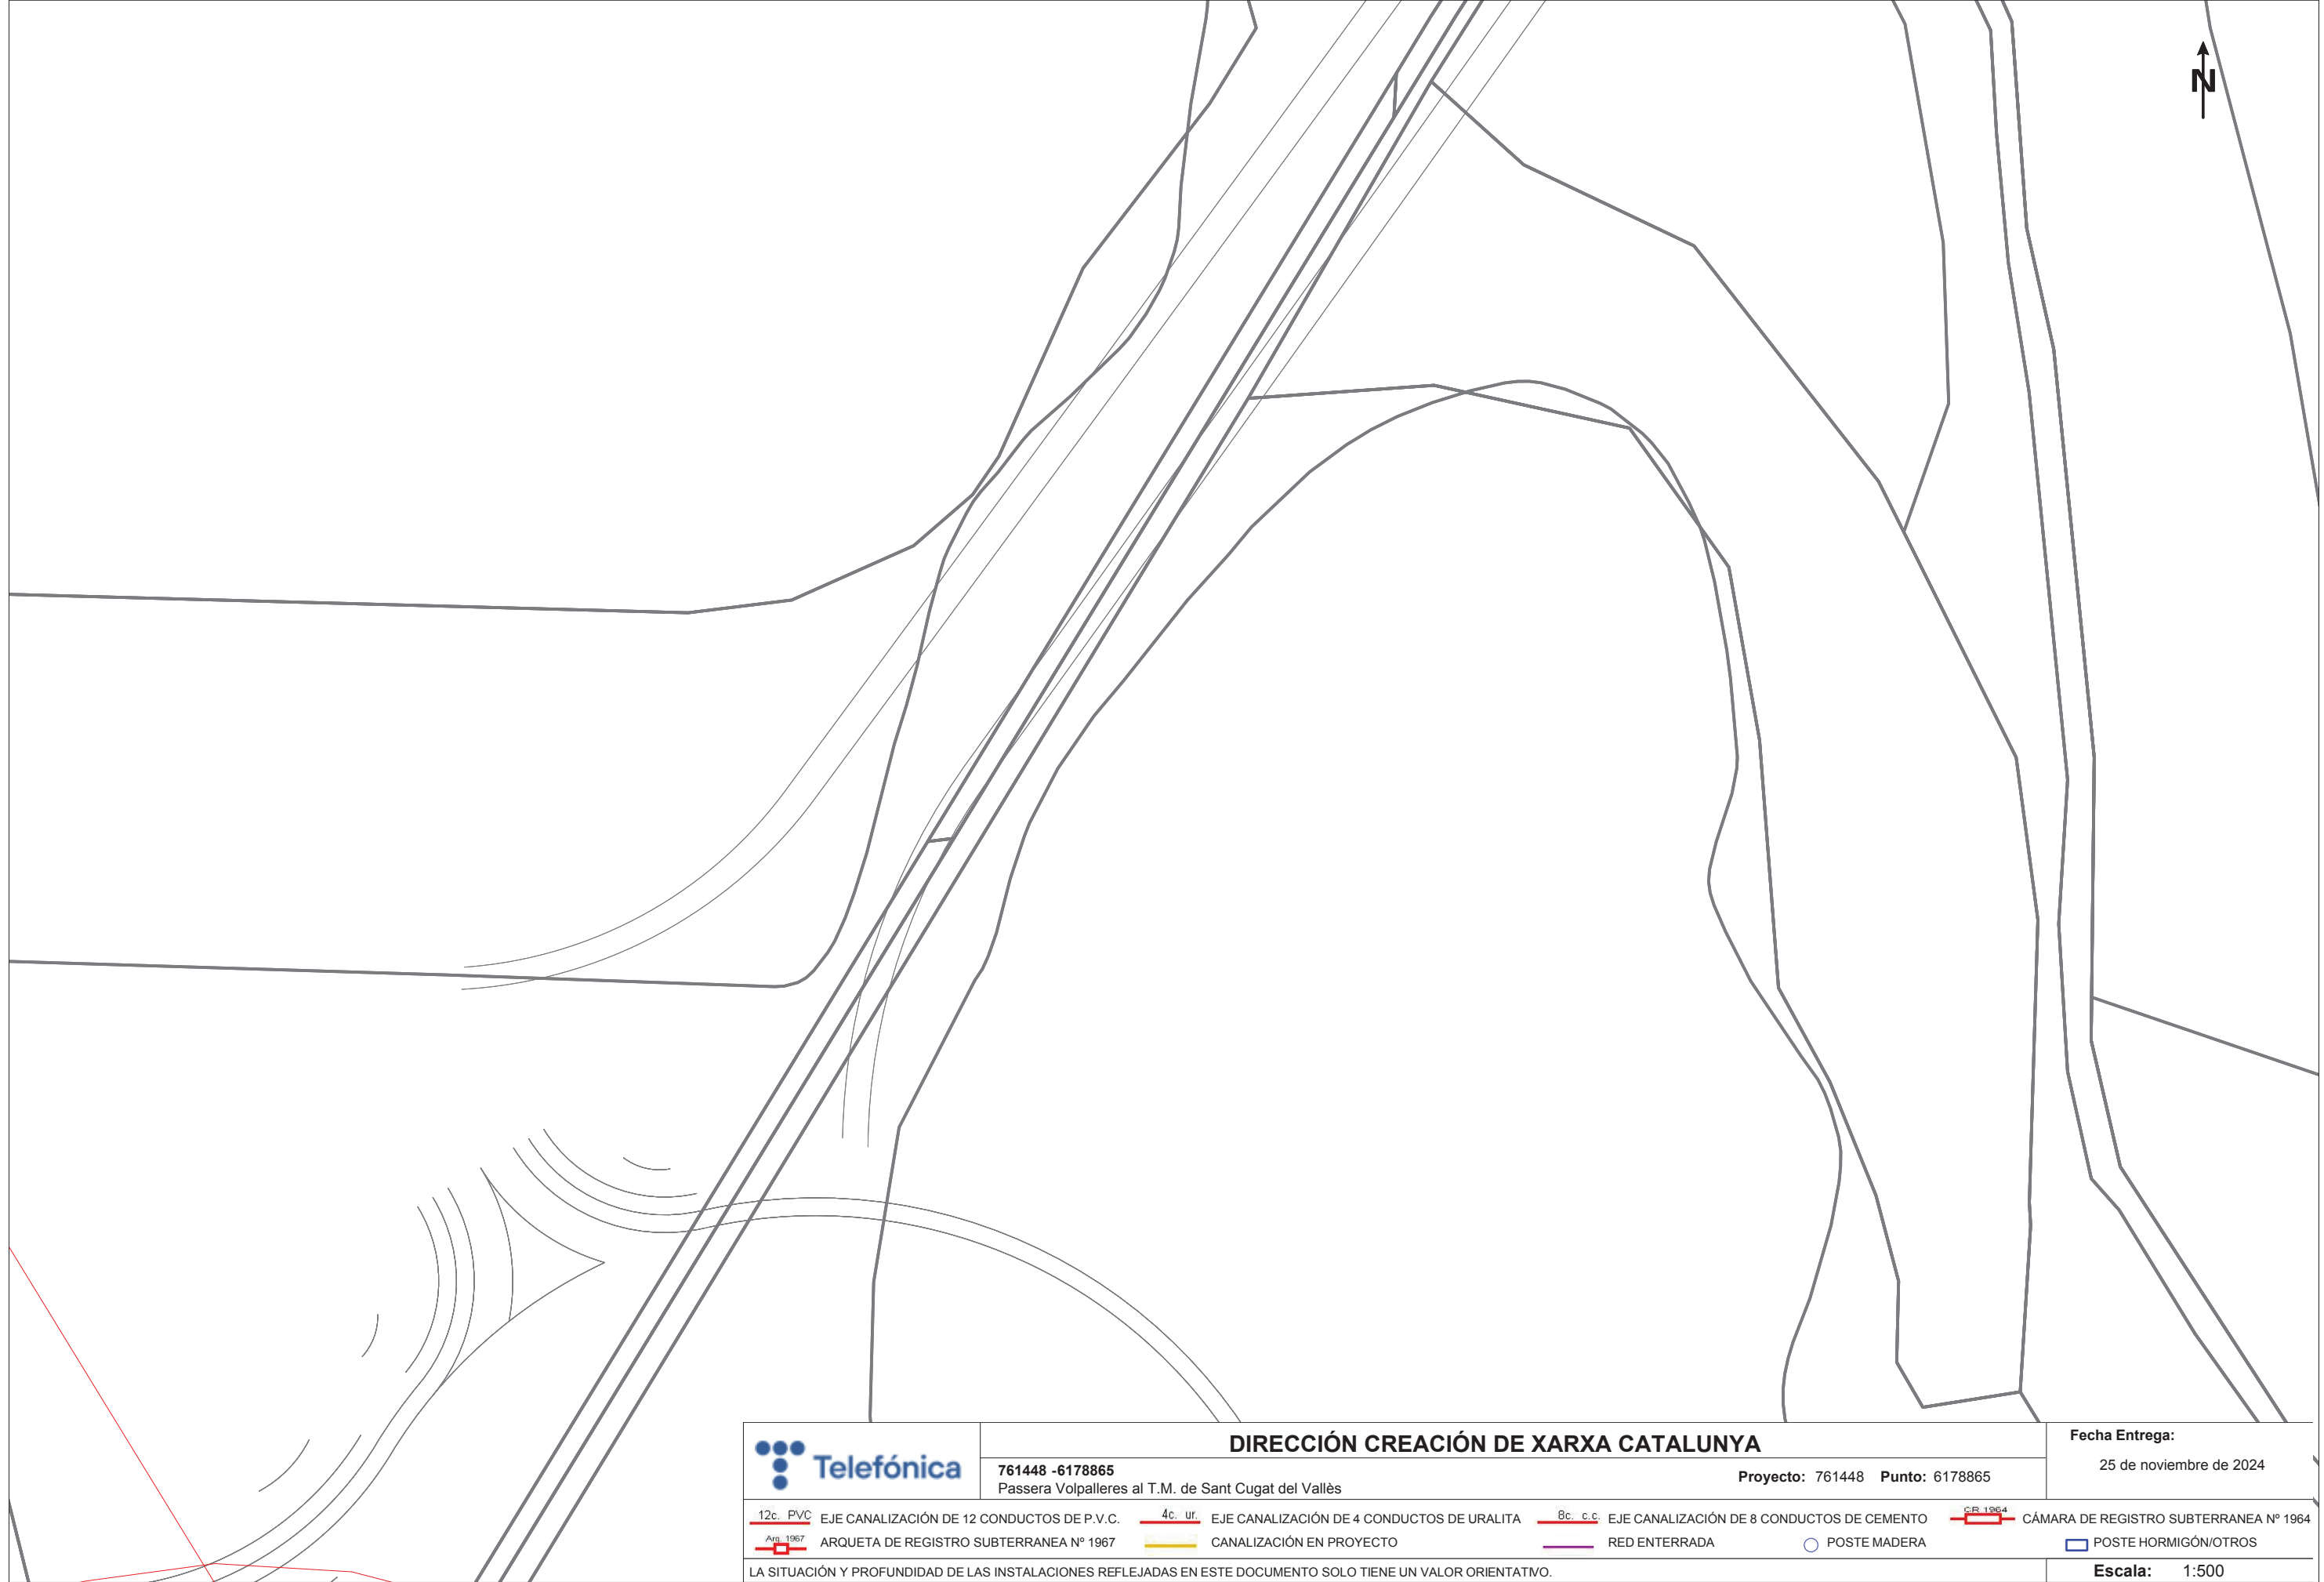 N
Telefónica
DIRECCIÓN CREACIÓN DE XARXA CATALUNYA
761448 -6178865
Passera Volpalleres al T.M. de Sant Cugat del Vallès
Proyecto: 761448 Punto: 6178865
Fecha Entrega:
25 de noviembre de 2024
12c. PVC EJE CANALIZACIÓN DE 12 CONDUCTOS DE P.V.C. 4c. ur. EJE CANALIZACIÓN DE 4 CONDUCTOS DE URALITA 8c. c.c. EJE CANALIZACIÓN DE 8 CONDUCTOS DE CEMENTO C.R. 1964 CÁMARA DE REGISTRO SUBTERRANEA Nº 1964
Arq. 1967 ARQUETA DE REGISTRO SUBTERRANEA Nº 1967 CANALIZACIÓN EN PROYECTO RED ENTERRADA POSTE MADERA POSTE HORMIGÓN/OTROS
LA SITUACIÓN Y PROFUNDIDAD DE LAS INSTALACIONES REFLEJADAS EN ESTE DOCUMENTO SOLO TIENE UN VALOR ORIENTATIVO.
Escala: 1:500